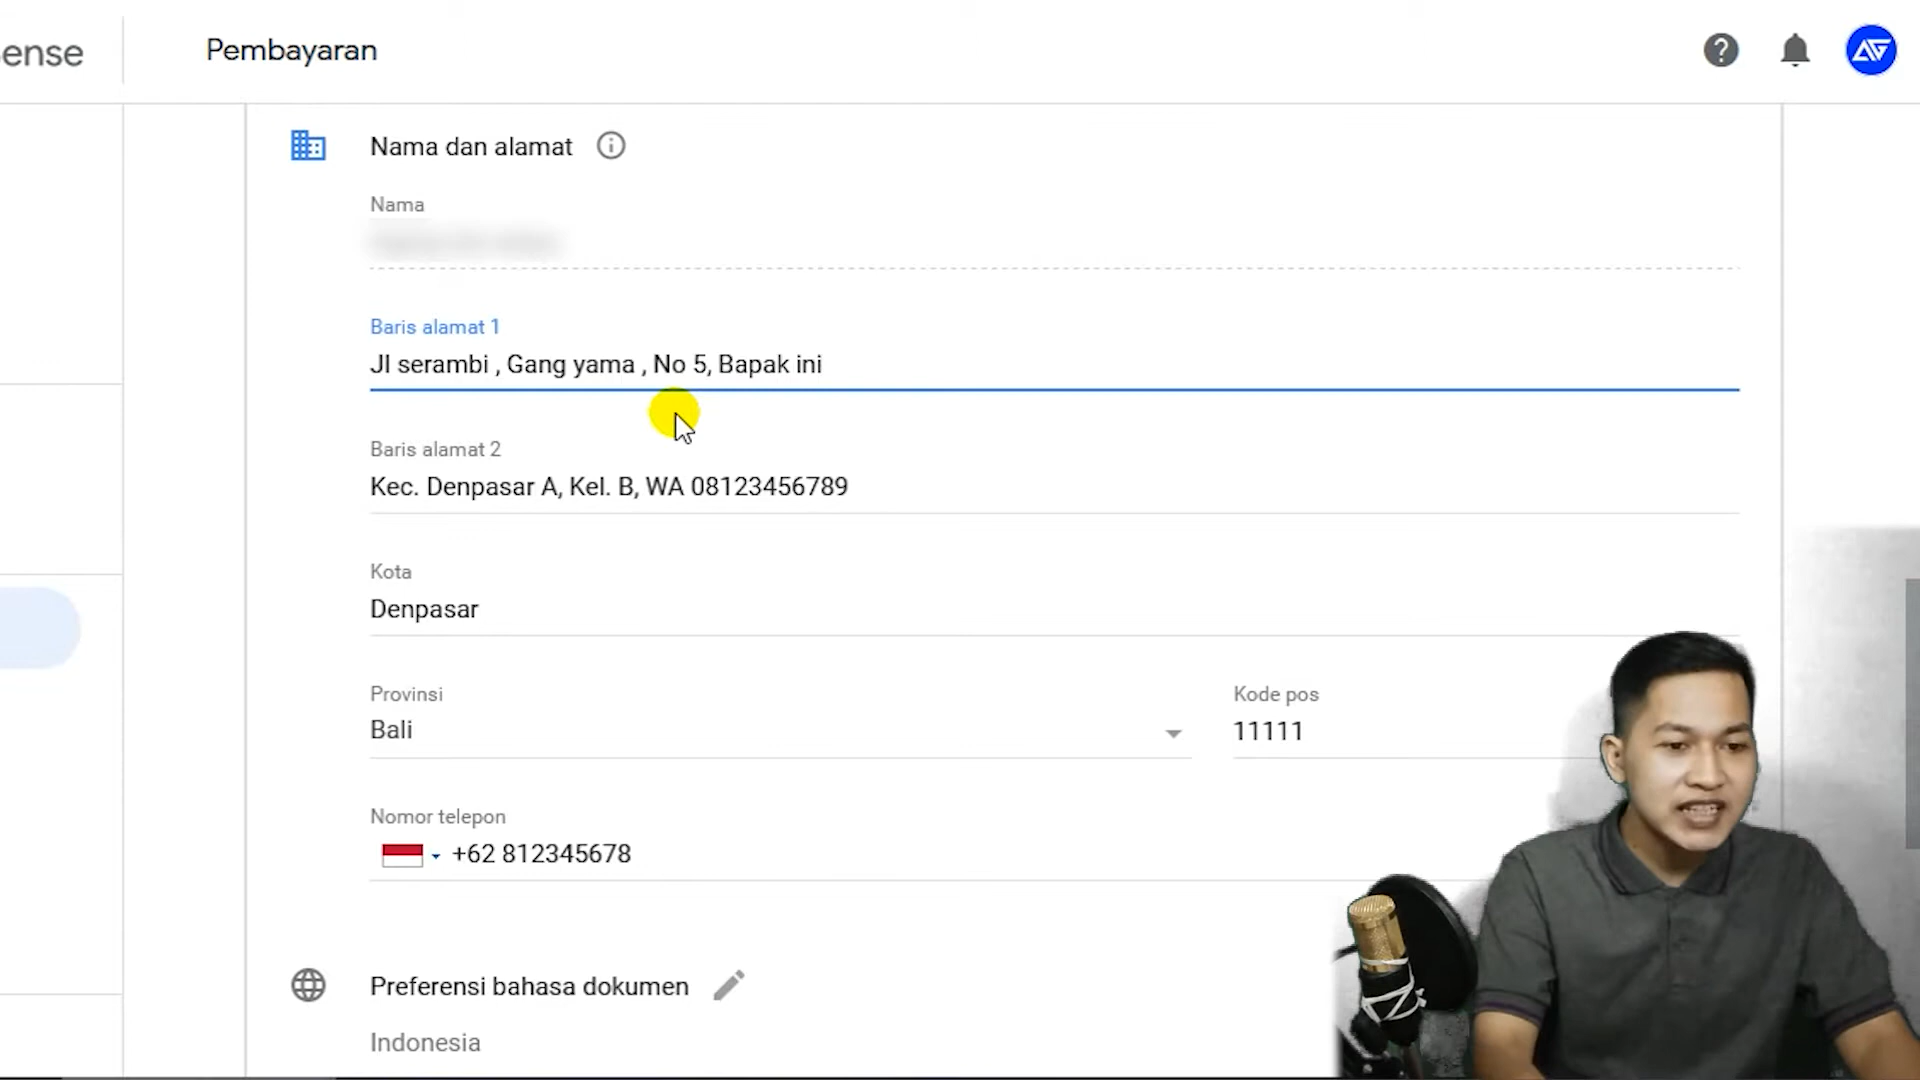 ense
Pembayaran
Nama dan alamat
Nama
Baris alamat 1
Jl serambi , Gang yama , No 5, Bapak ini
Baris alamat 2
Kec. Denpasar A, Kel. B, WA 08123456789
Kota
Denpasar
Provinsi
Kode pos
Bali
11111
Nomor telepon
+62 812345678
Preferensi bahasa dokumen
Indonesia